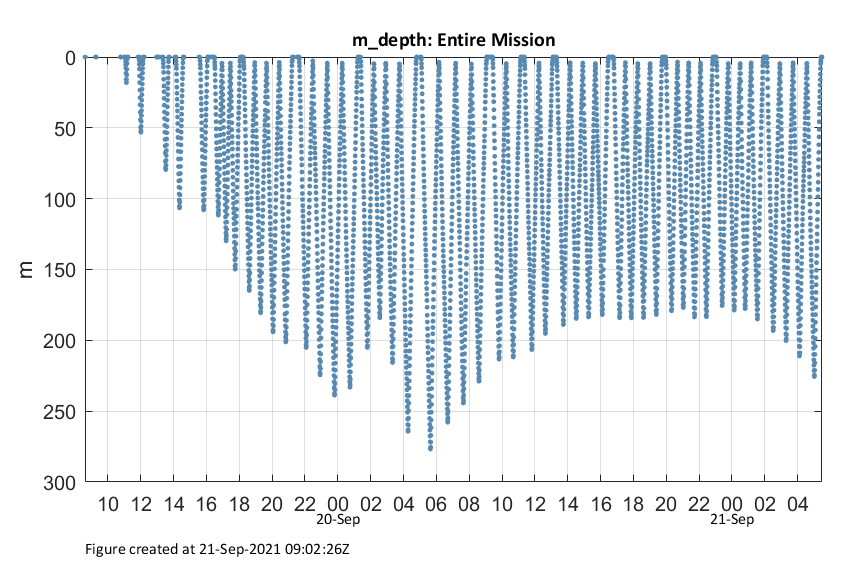 m_depth: Entire Mission
0
50
100
150
200
250
300
m
10 12 14 16 18 20 22 00 02 04 06 08 10 12 14 16 18 20 22 00 02 04
20-Sep 21-Sep
Figure created at 21-Sep-2021 09:02:26Z